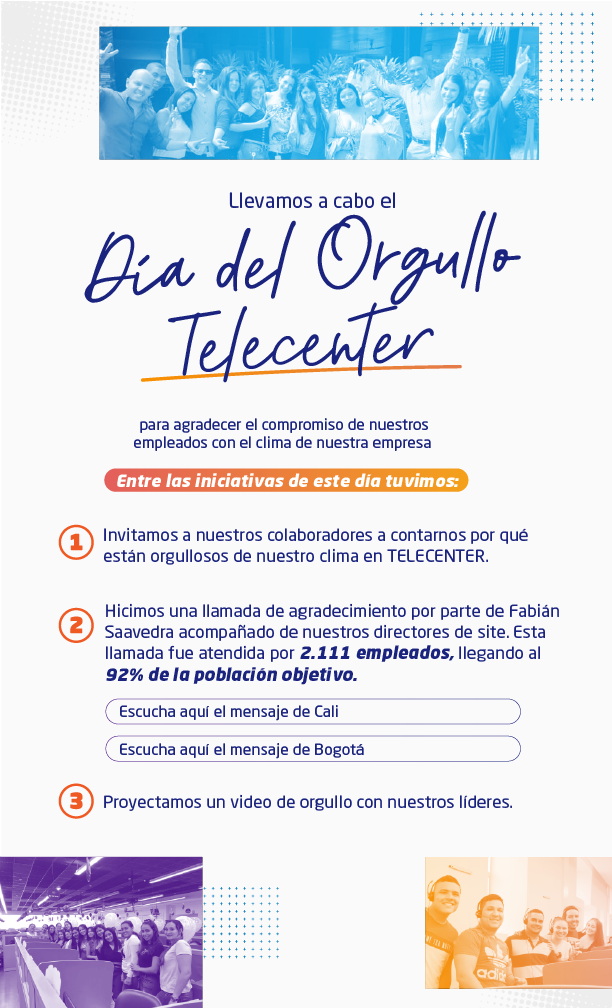 Llevamos a cabo el
Día del Orgullo
Telecenter
para agradecer el compromiso de nuestros
empleados con el clima de nuestra empresa
Entre las iniciativas de este día tuvimos:
1
Invitamos a nuestros colaboradores a contarnos por qué
están orgullosos de nuestro clima en TELECENTER.
2
Hicimos una llamada de agradecimiento por parte de Fabián
Saavedra acompañado de nuestros directores de site. Esta
llamada fue atendida por 2.111 empleados, llegando al
92% de la población objetivo.
Escucha aquí el mensaje de Cali
Escucha aquí el mensaje de Bogotá
3
Proyectamos un video de orgullo con nuestros líderes.
adidas